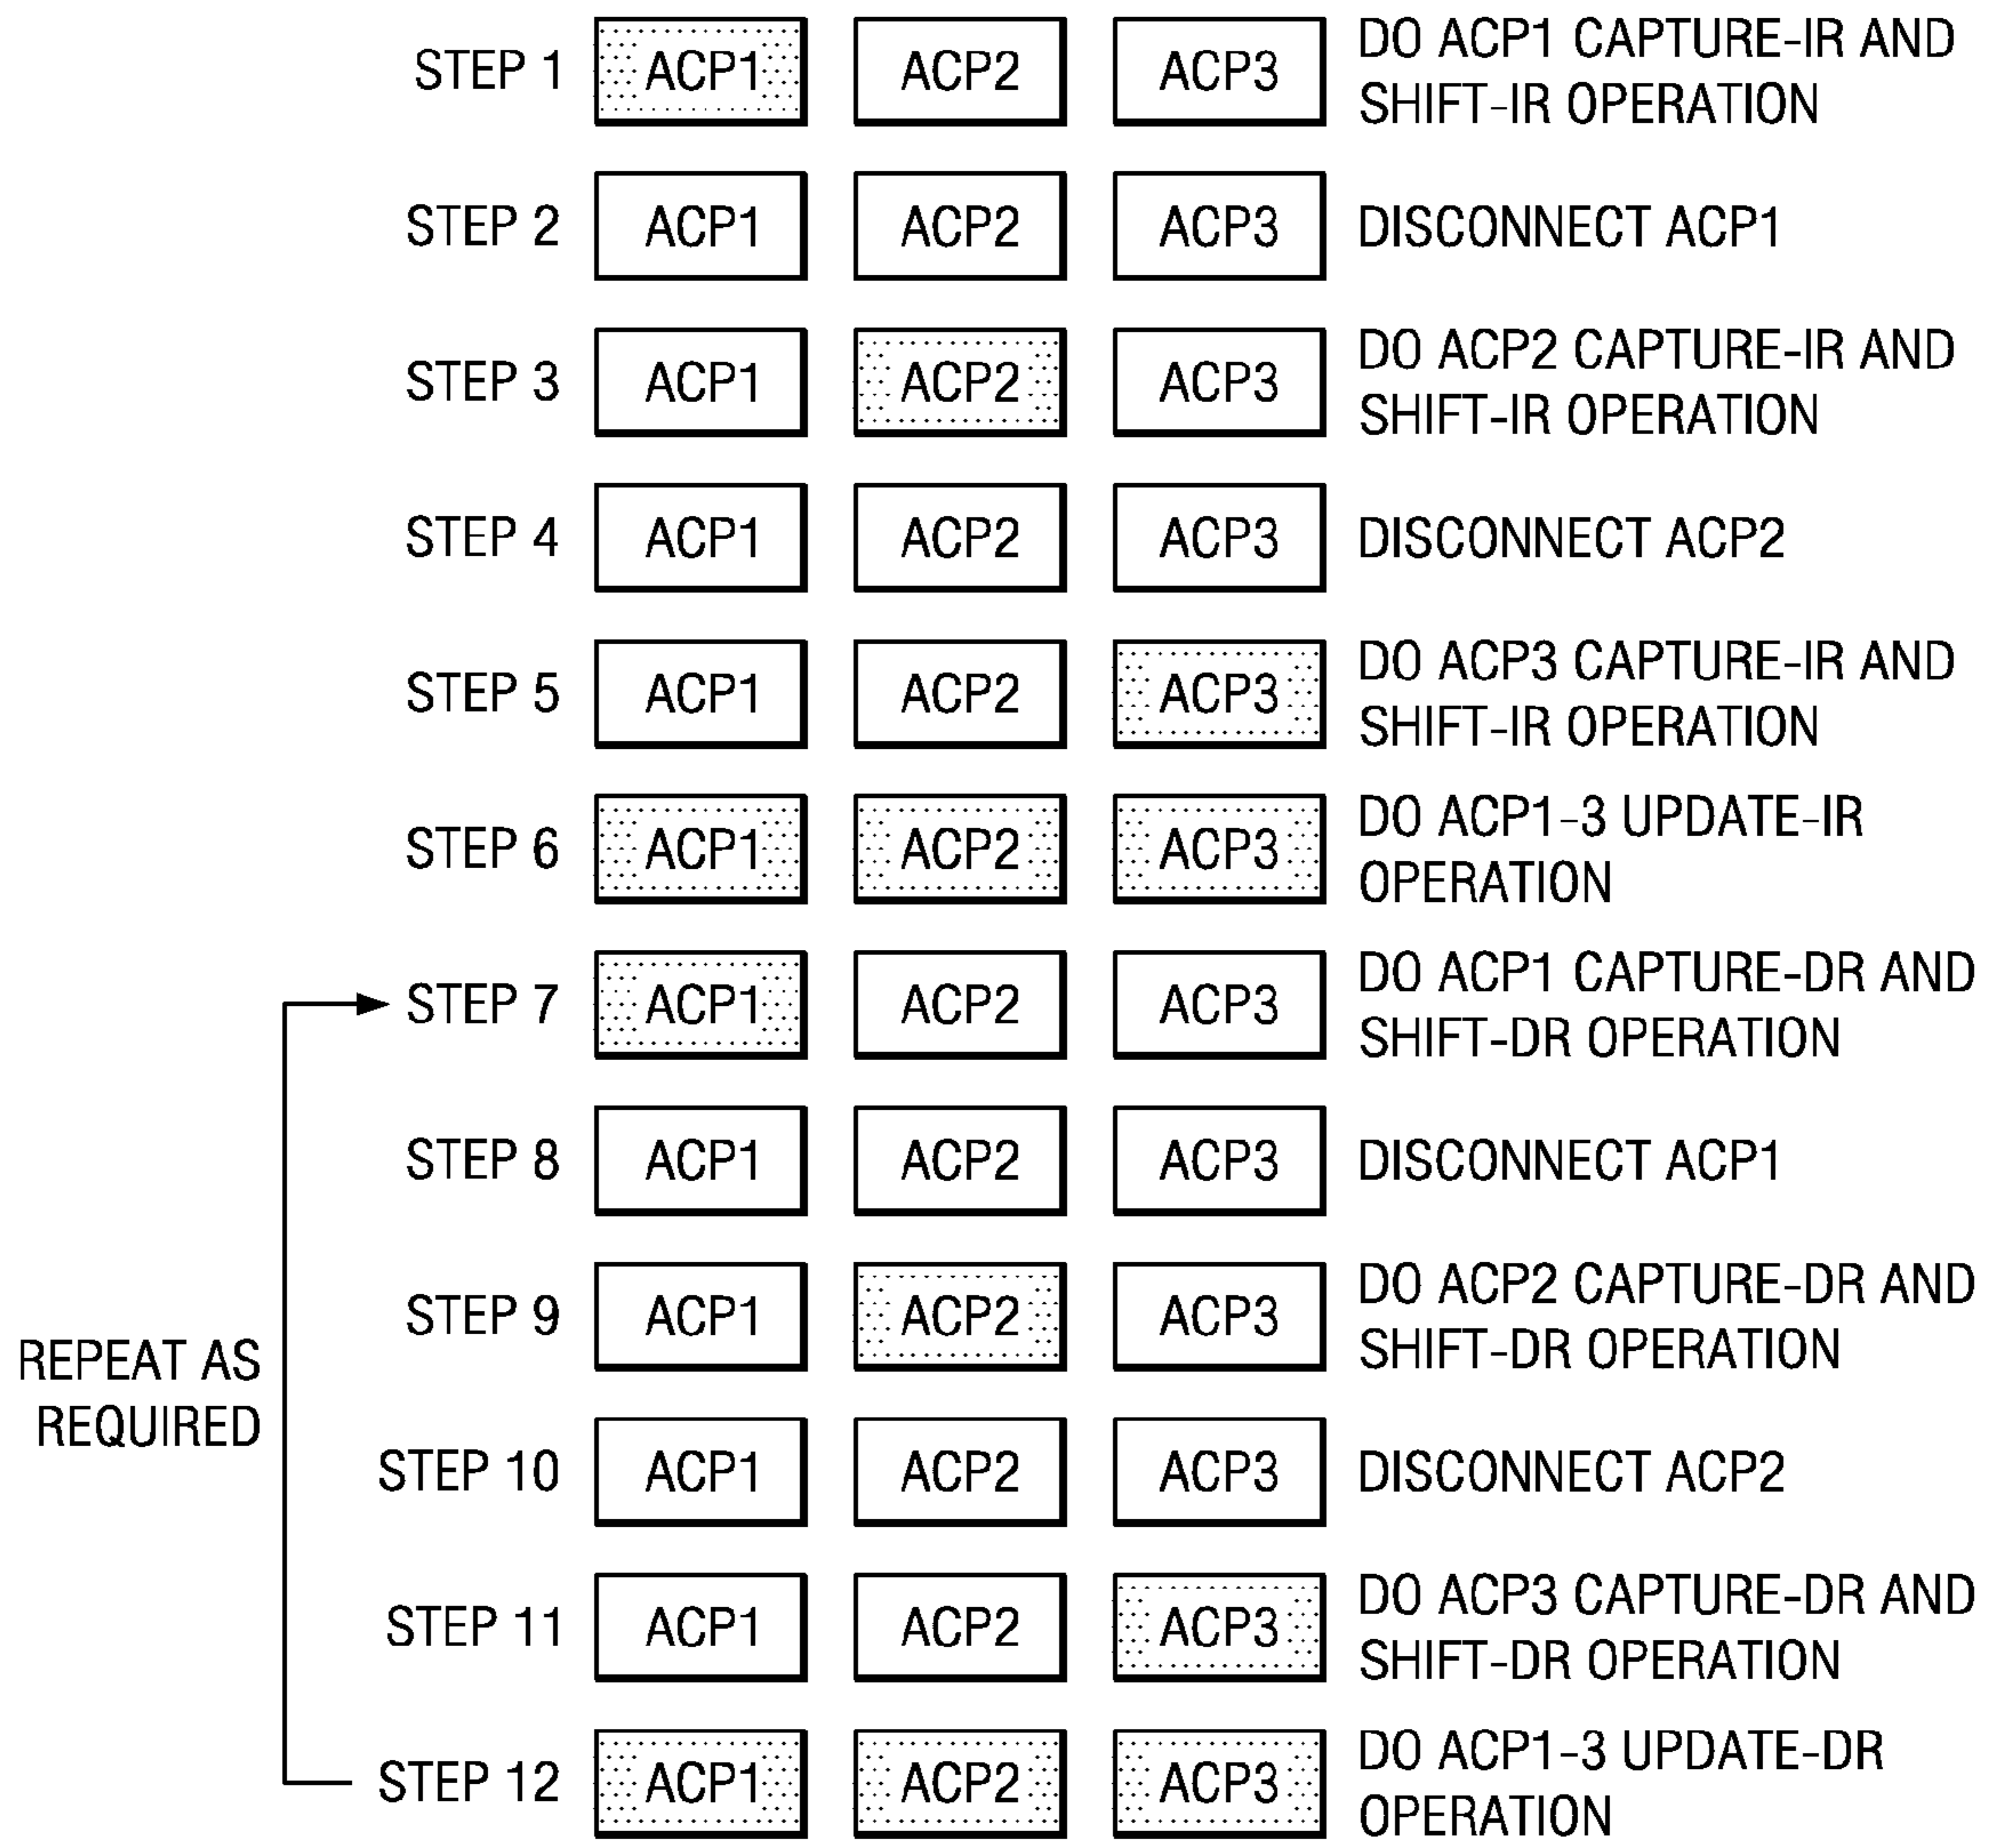 STEP 1 ACP1 ACP2 ACP3 DO ACP1 CAPTURE-IR AND
SHIFT-IR OPERATION
STEP 2 ACP1 ACP2 ACP3 DISCONNECT ACP1
STEP 3 ACP1 ACP2 ACP3 DO ACP2 CAPTURE-IR AND
SHIFT-IR OPERATION
STEP 4 ACP1 ACP2 ACP3 DISCONNECT ACP2
STEP 5 ACP1 ACP2 ACP3 DO ACP3 CAPTURE-IR AND
SHIFT-IR OPERATION
STEP 6 ACP1 ACP2 ACP3 DO ACP1-3 UPDATE-IR
OPERATION
STEP 7 ACP1 ACP2 ACP3 DO ACP1 CAPTURE-DR AND
SHIFT-DR OPERATION
STEP 8 ACP1 ACP2 ACP3 DISCONNECT ACP1
STEP 9 ACP1 ACP2 ACP3 DO ACP2 CAPTURE-DR AND
SHIFT-DR OPERATION
REPEAT AS
REQUIRED
STEP 10 ACP1 ACP2 ACP3 DISCONNECT ACP2
STEP 11 ACP1 ACP2 ACP3 DO ACP3 CAPTURE-DR AND
SHIFT-DR OPERATION
STEP 12 ACP1 ACP2 ACP3 DO ACP1-3 UPDATE-DR
OPERATION